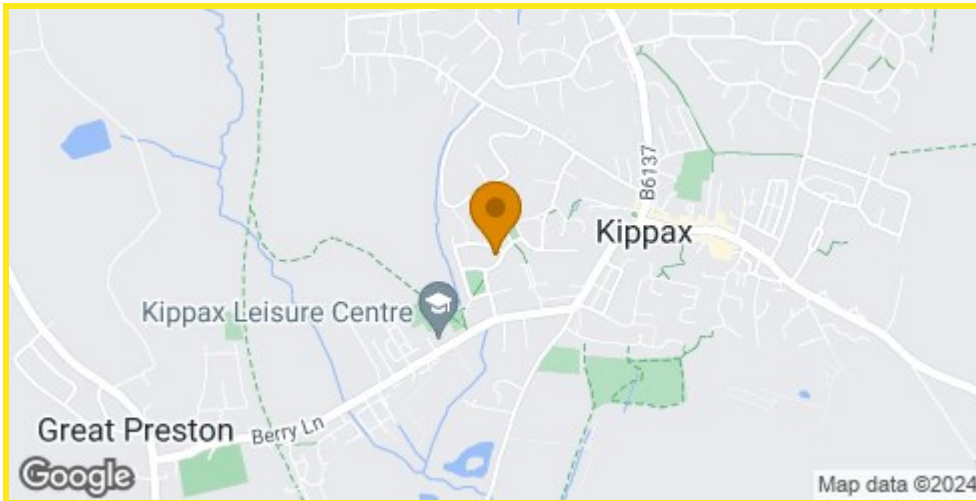 B6137
Kippax
Kippax Leisure Centre
Great Preston
Berry Ln
Google
Map data ©2024